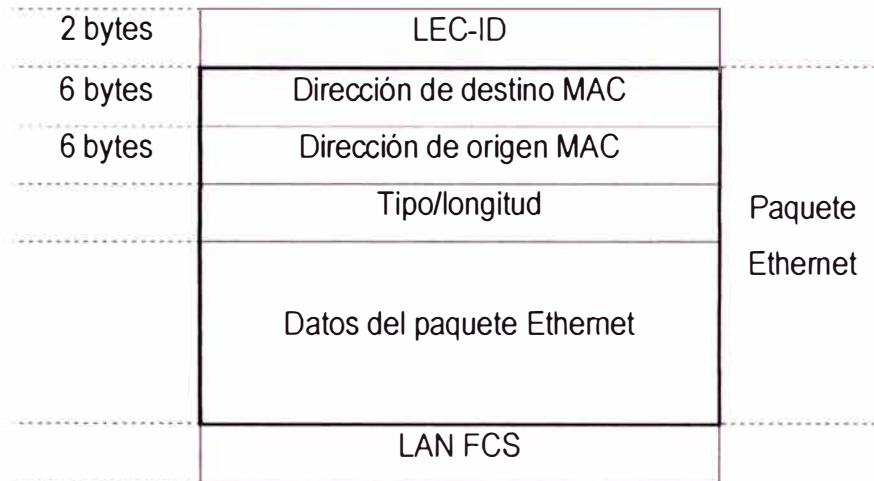 2 bytes LEC-ID
6 bytes Dirección de destino MAC
6 bytes Dirección de origen MAC
Tipo/longitud
Paquete
Ethernet
Datos del paquete Ethernet
LAN FCS